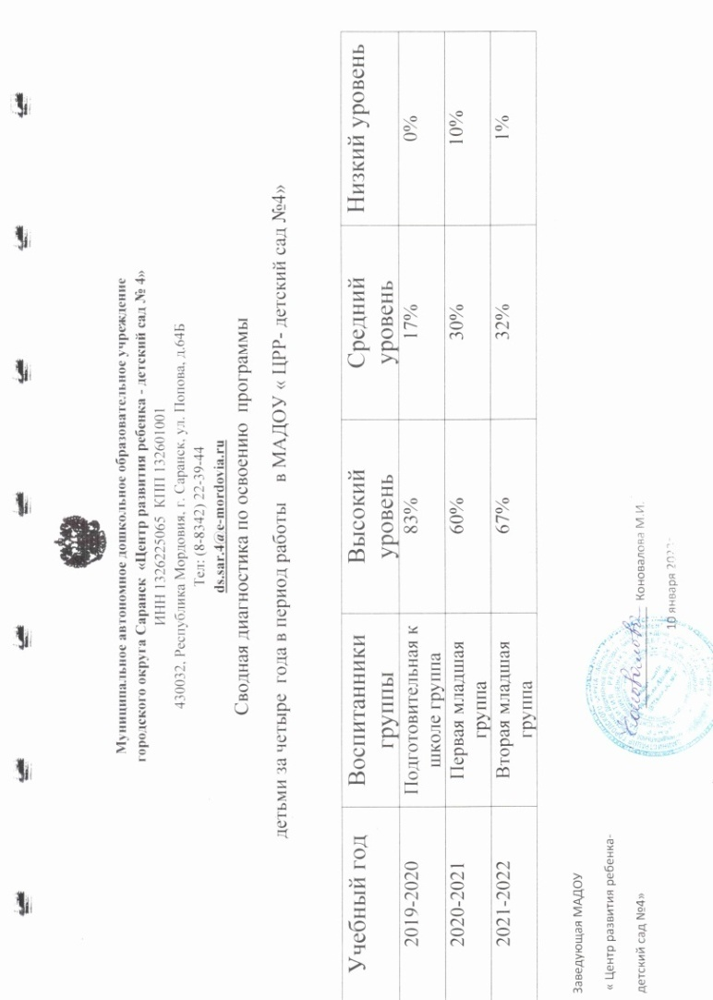 Муниципальное автономное дошкольное образовательное учреждение
городского округа Саранск «Центр развития ребенка - детский сад № 4»
ИНН 1326225065 КПП 132601001
430032, Республика Мордовия, г. Саранск, ул. Попова, д.64Б
Тел: (8-8342) 22-39-44
ds.sar.4@e-mordovia.ru
Сводная диагностика по освоению программы
детьми за четыре года в период работы в МАДОУ « ЦРР- детский сад №4»
Учебный год Воспитанники группы Высокий уровень Средний уровень Низкий уровень
2019-2020 Подготовительная к школе группа 83% 17% 0%
2020-2021 Первая младшая группа 60% 30% 10%
2021-2022 Вторая младшая группа 67% 32% 1%
Заведующая МАДОУ
« Центр развития ребенка-
детский сад №4»
Коновалова М.И.
10 января